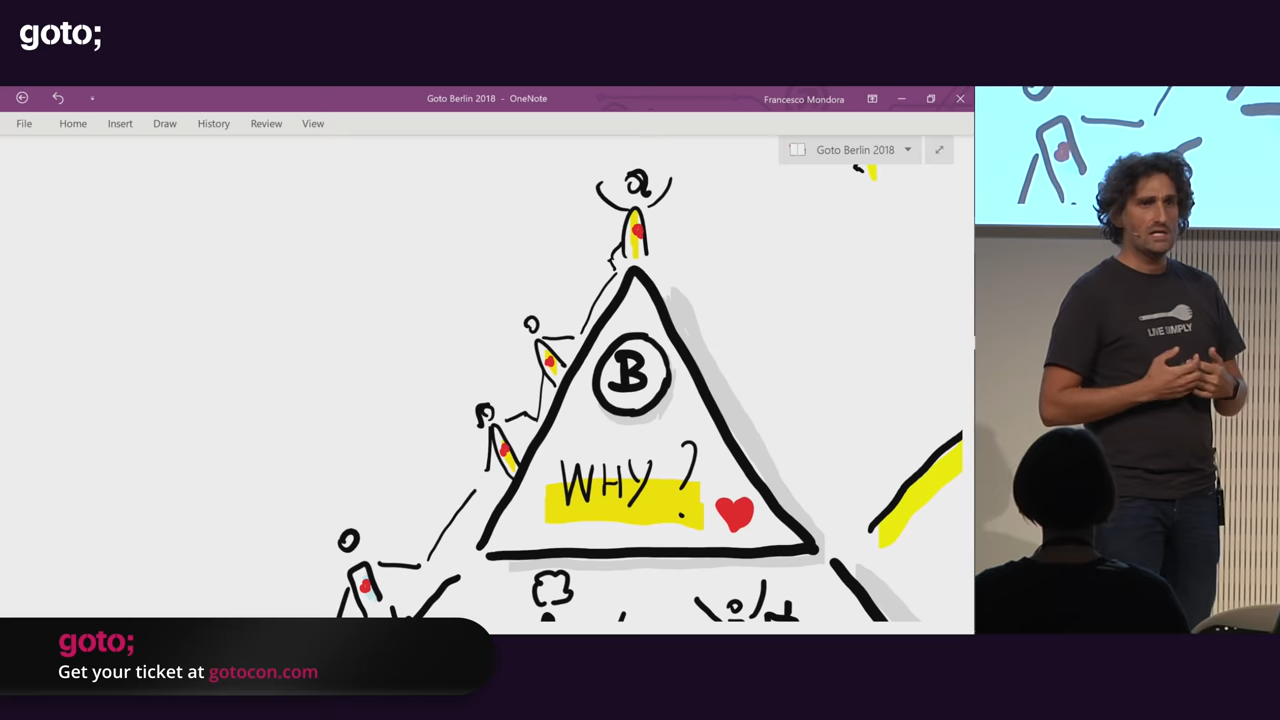 goto;
Goto Berlin 2018 - OneNote
Francesco Mondora
File Home Insert Draw History Review View
Goto Berlin 2018
B
WHY?
LIVE SIMPLY
goto;
Get your ticket at gotocon.com